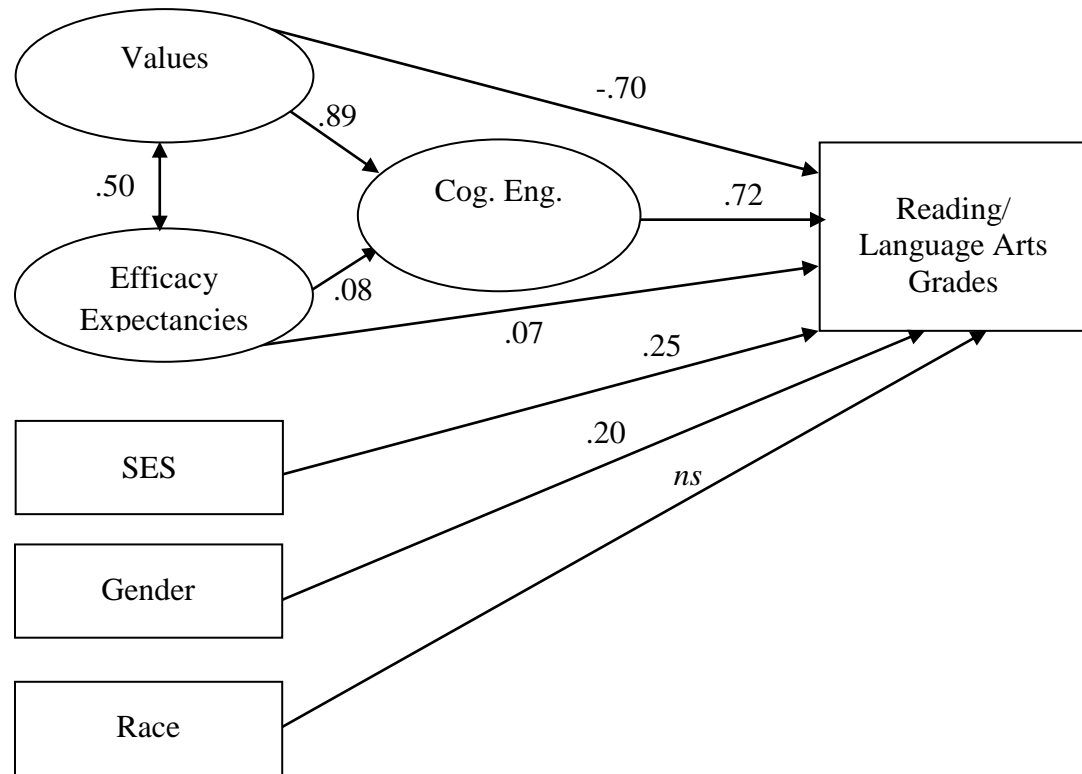 Values
-.70
.89
.50
Cog. Eng.
.72
Reading/
Language Arts
Grades
Efficacy
Expectancies
.08
.07
.25
SES
.20
ns
Gender
Race